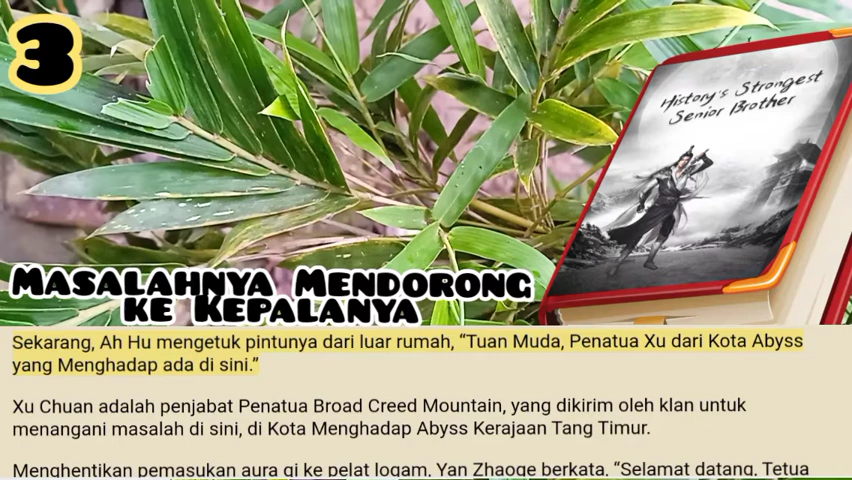 3
History's Strongest
Senior Brother
Masalahnya Mendorong
ke Kepalanya
Sekarang, Ah Hu mengetuk pintunya dari luar rumah, “Tuan Muda, Penatua Xu dari Kota Abyss
yang Menghadap ada di sini.”
Xu Chuan adalah penjabat Penatua Broad Creed Mountain, yang dikirim oleh klan untuk
menangani masalah di sini, di Kota Menghadap Abyss Kerajaan Tang Timur.
Menghentikan pemasukan aura qi ke pelat logam, Yan Zhaoge berkata, “Selamat datang, Tetua